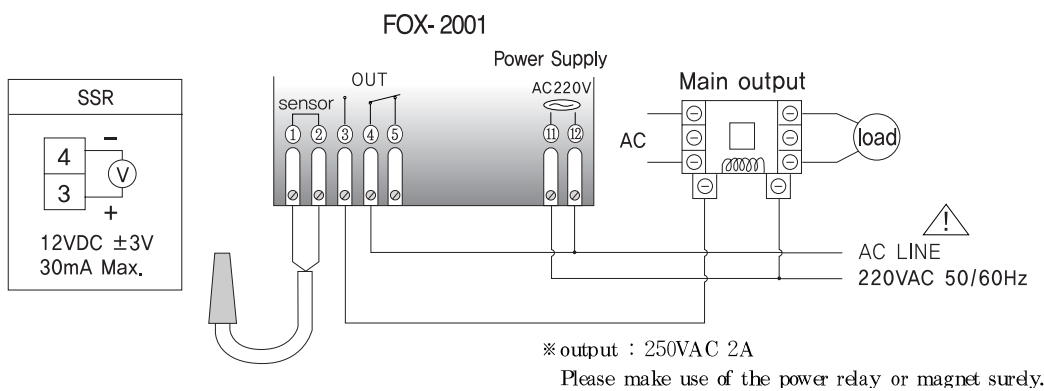 FOX-2001
Power Supply
SSR
4
3
−
V
+
12VDC ±3V
30mA Max.
OUT
sensor
① ② ③ ④ ⑤
AC220V
⑪ ⑫
Main output
AC
load
AC LINE
220VAC 50/60Hz
※output : 250VAC 2A
Please make use of the power relay or magnet surely.